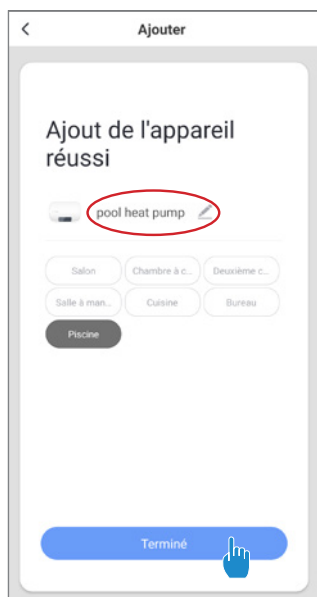 Ajouter
Ajout de l'appareil
réussi
pool heat pump
Salon Chambre à c... Deuxième c...
Salle à man... Cuisine Bureau
Piscine
Terminé